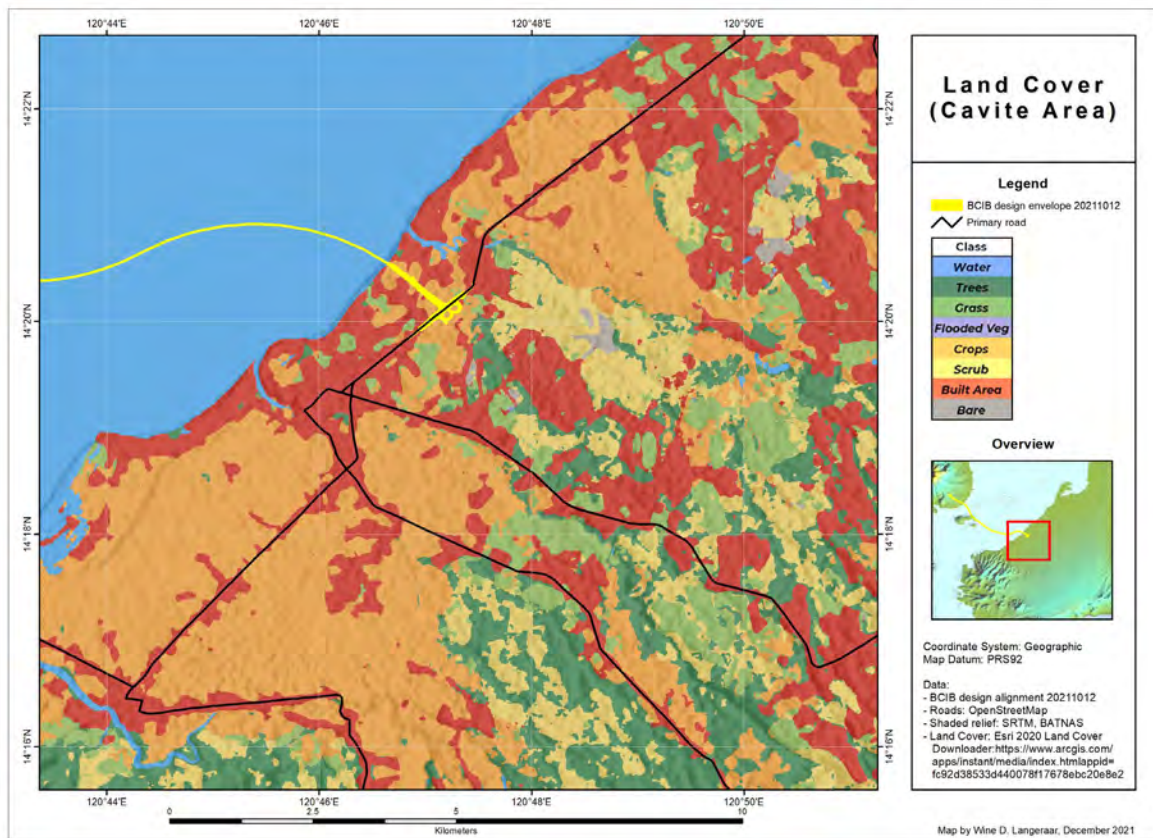 120°44'E 120°46'E 120°48'E 120°50'E
14°22'N 14°22'N
14°20'N 14°20'N
14°18'N 14°18'N
14°16'N 14°16'N
120°44'E 120°46'E 120°48'E 120°50'E
0 2.5 5 10
Kilometers
Land Cover
(Cavite Area)
Legend
BCIB design envelope 20211012
Primary road
Class
Water
Trees
Grass
Flooded Veg
Crops
Scrub
Built Area
Bare
Overview
Coordinate System: Geographic
Map Datum: PRS92
Data:
- BCIB design alignment 20211012
- Roads: OpenStreetMap
- Shaded relief: SRTM, BATNAS
- Land Cover: Esri 2020 Land Cover
Downloader:https://www.arcgis.com/
apps/instant/media/index.htmlappid=
fc92d38533d440078f17678ebc20e8e2
Map by Wine D. Langeraar, December 2021